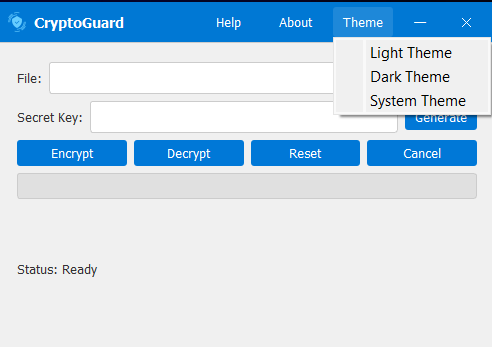 CryptoGuard Help About Theme
Light Theme
Dark Theme
System Theme
File:
Secret Key: Generate
Encrypt Decrypt Reset Cancel
Status: Ready